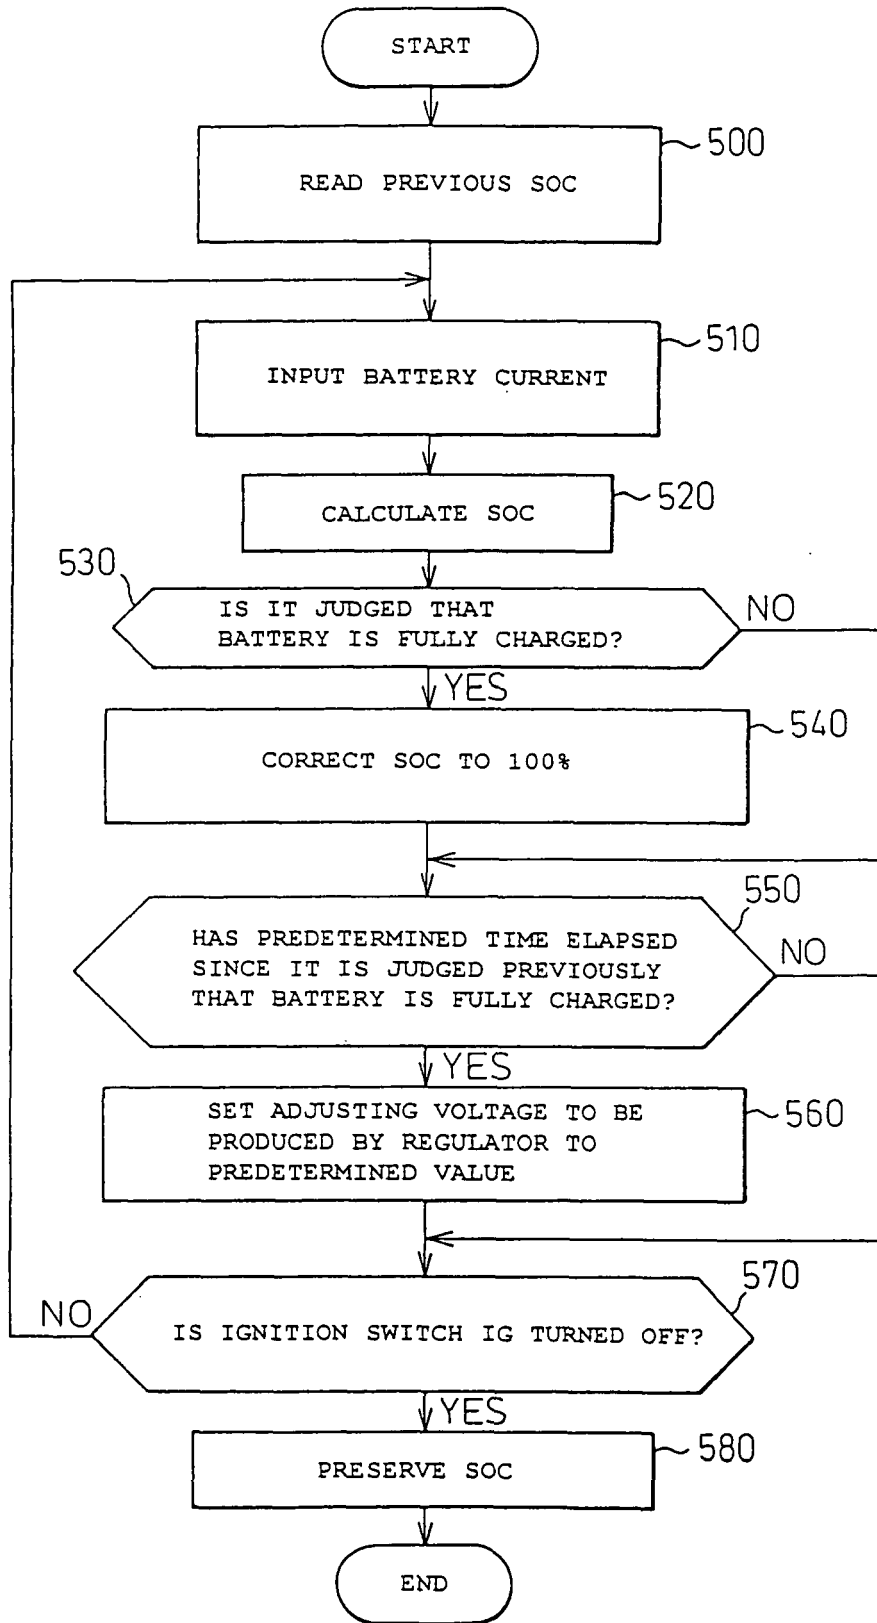 START
500
READ PREVIOUS SOC
510
INPUT BATTERY CURRENT
520
CALCULATE SOC
530
IS IT JUDGED THAT
BATTERY IS FULLY CHARGED?
NO
YES
540
CORRECT SOC TO 100%
550
HAS PREDETERMINED TIME ELAPSED
SINCE IT IS JUDGED PREVIOUSLY
THAT BATTERY IS FULLY CHARGED?
NO
YES
560
SET ADJUSTING VOLTAGE TO BE
PRODUCED BY REGULATOR TO
PREDETERMINED VALUE
570
NO
IS IGNITION SWITCH IG TURNED OFF?
YES
580
PRESERVE SOC
END